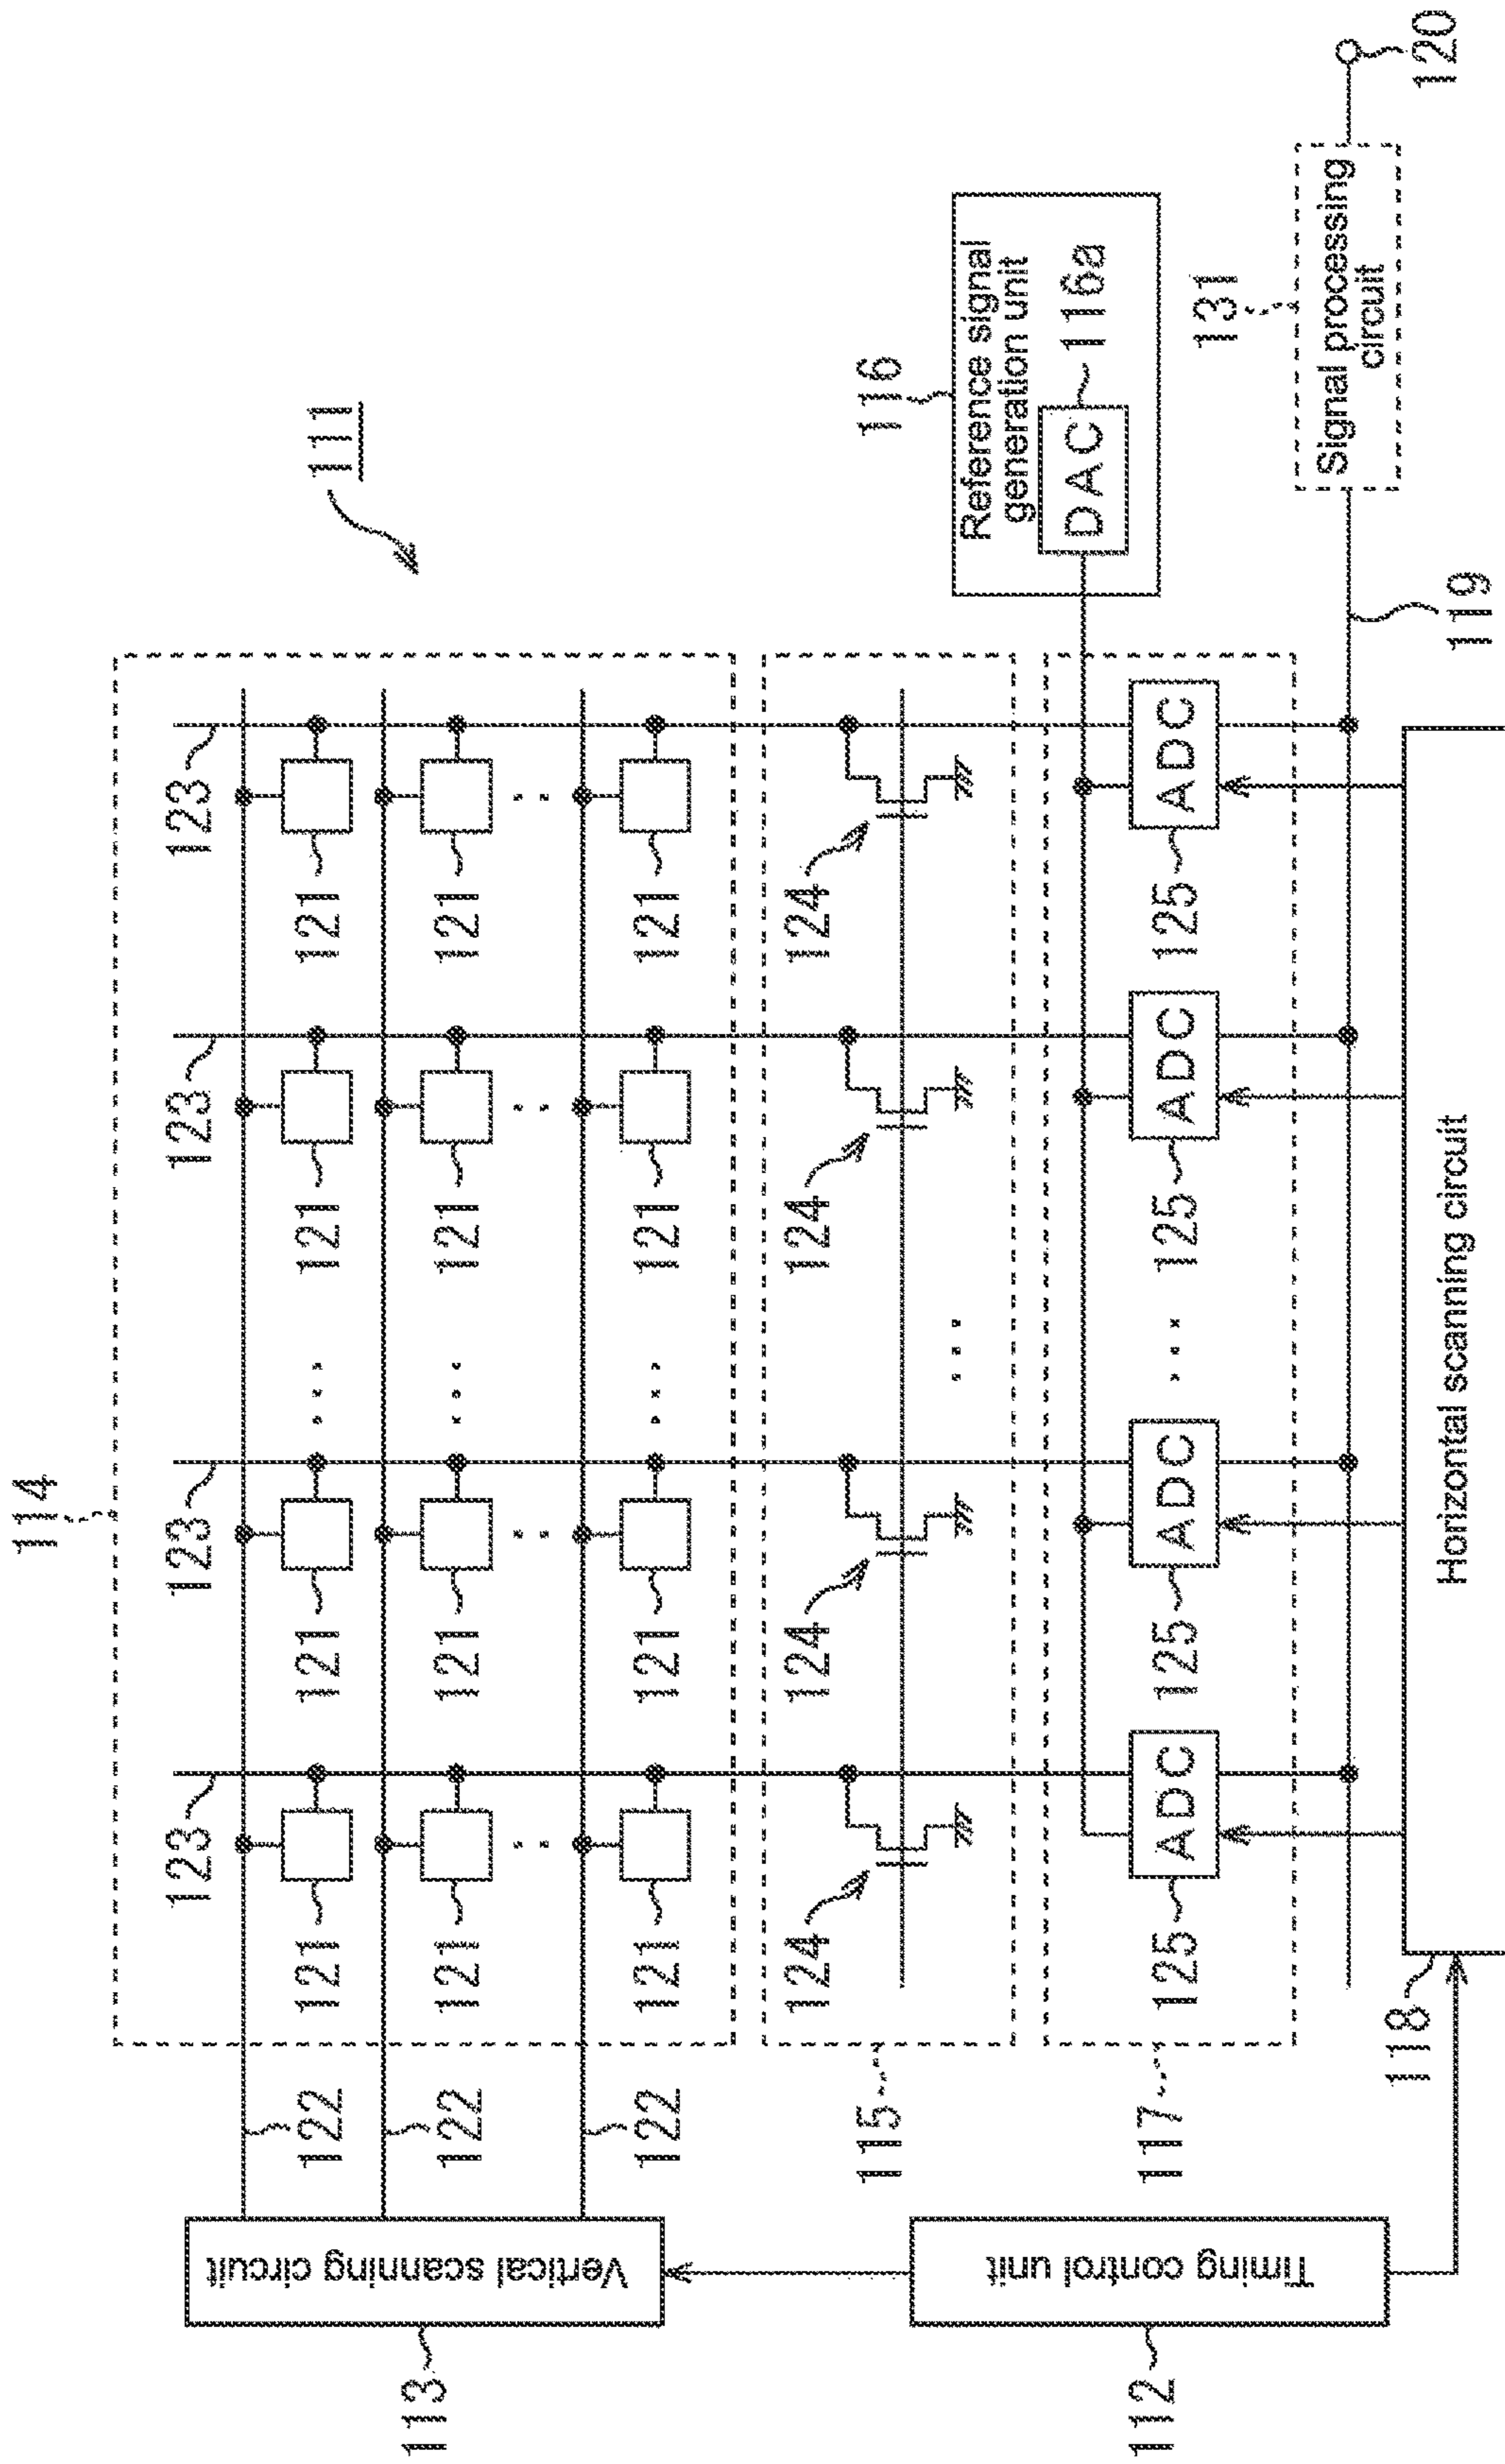 111
114
123
123
123
123
122
121
121
121
121
122
121
121
121
121
122
121
121
121
121
113
Vertical scanning circuit
124
124
124
124
115
116
Reference signal
generation unit
DAC
116a
112
Timing control unit
117
ADC
ADC
ADC
ADC
125
125
125
125
131
Signal processing
circuit
120
119
118
Horizontal scanning circuit